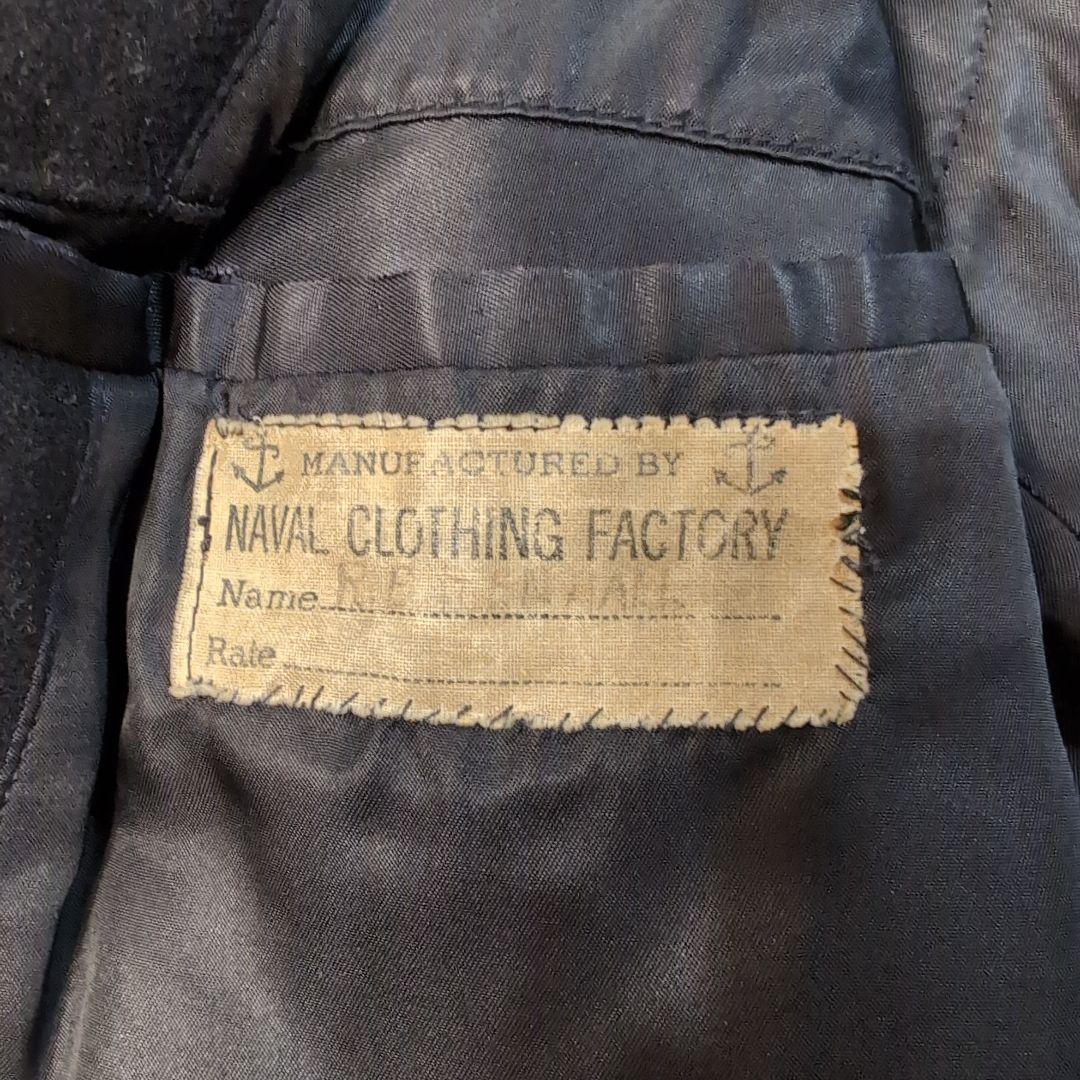 MANUFACTURED BY
NAVAL CLOTHING FACTORY
Name
Rate